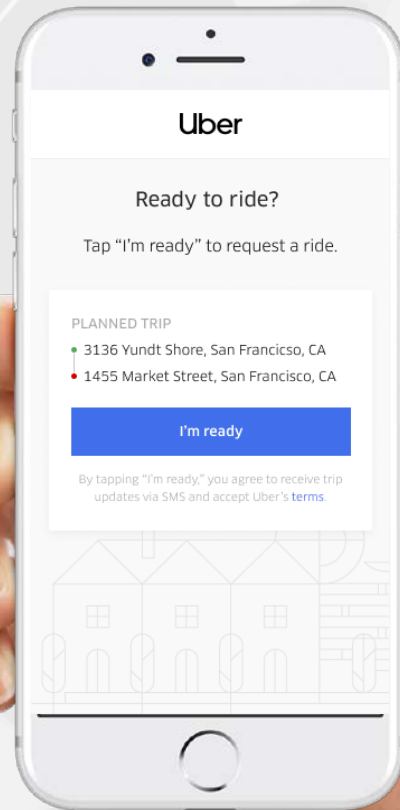 Uber
Ready to ride?
Tap “I’m ready” to request a ride.
PLANNED TRIP
3136 Yundt Shore, San Francicso, CA
1455 Market Street, San Francisco, CA
I’m ready
By tapping “I’m ready,” you agree to receive trip
updates via SMS and accept Uber’s terms.